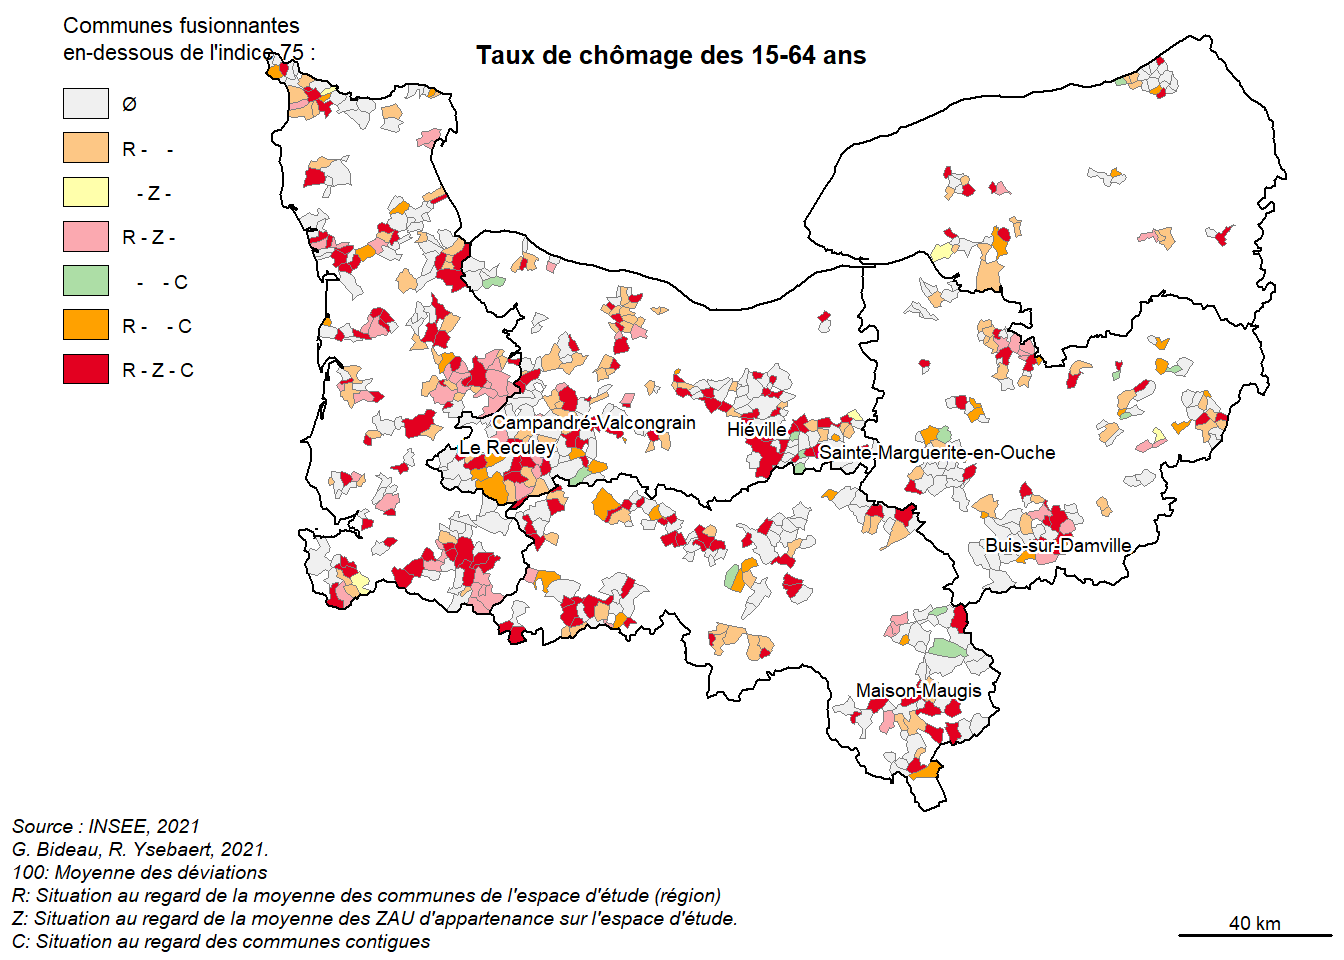 Communes fusionnantes
en-dessous de l'indice 75 :
Taux de chômage des 15-64 ans
Ø
R - -
- Z -
R - Z -
- - C
R - - C
R - Z - C
Campandré-Valcongrain
Hiéville
Le Reculey
Sainte-Marguerite-en-Ouche
Buis-sur-Damville
Maison-Maugis
Source : INSEE, 2021
G. Bideau, R. Ysebaert, 2021.
100: Moyenne des déviations
R: Situation au regard de la moyenne des communes de l'espace d'étude (région)
Z: Situation au regard de la moyenne des ZAU d'appartenance sur l'espace d'étude.
C: Situation au regard des communes contigues
40 km